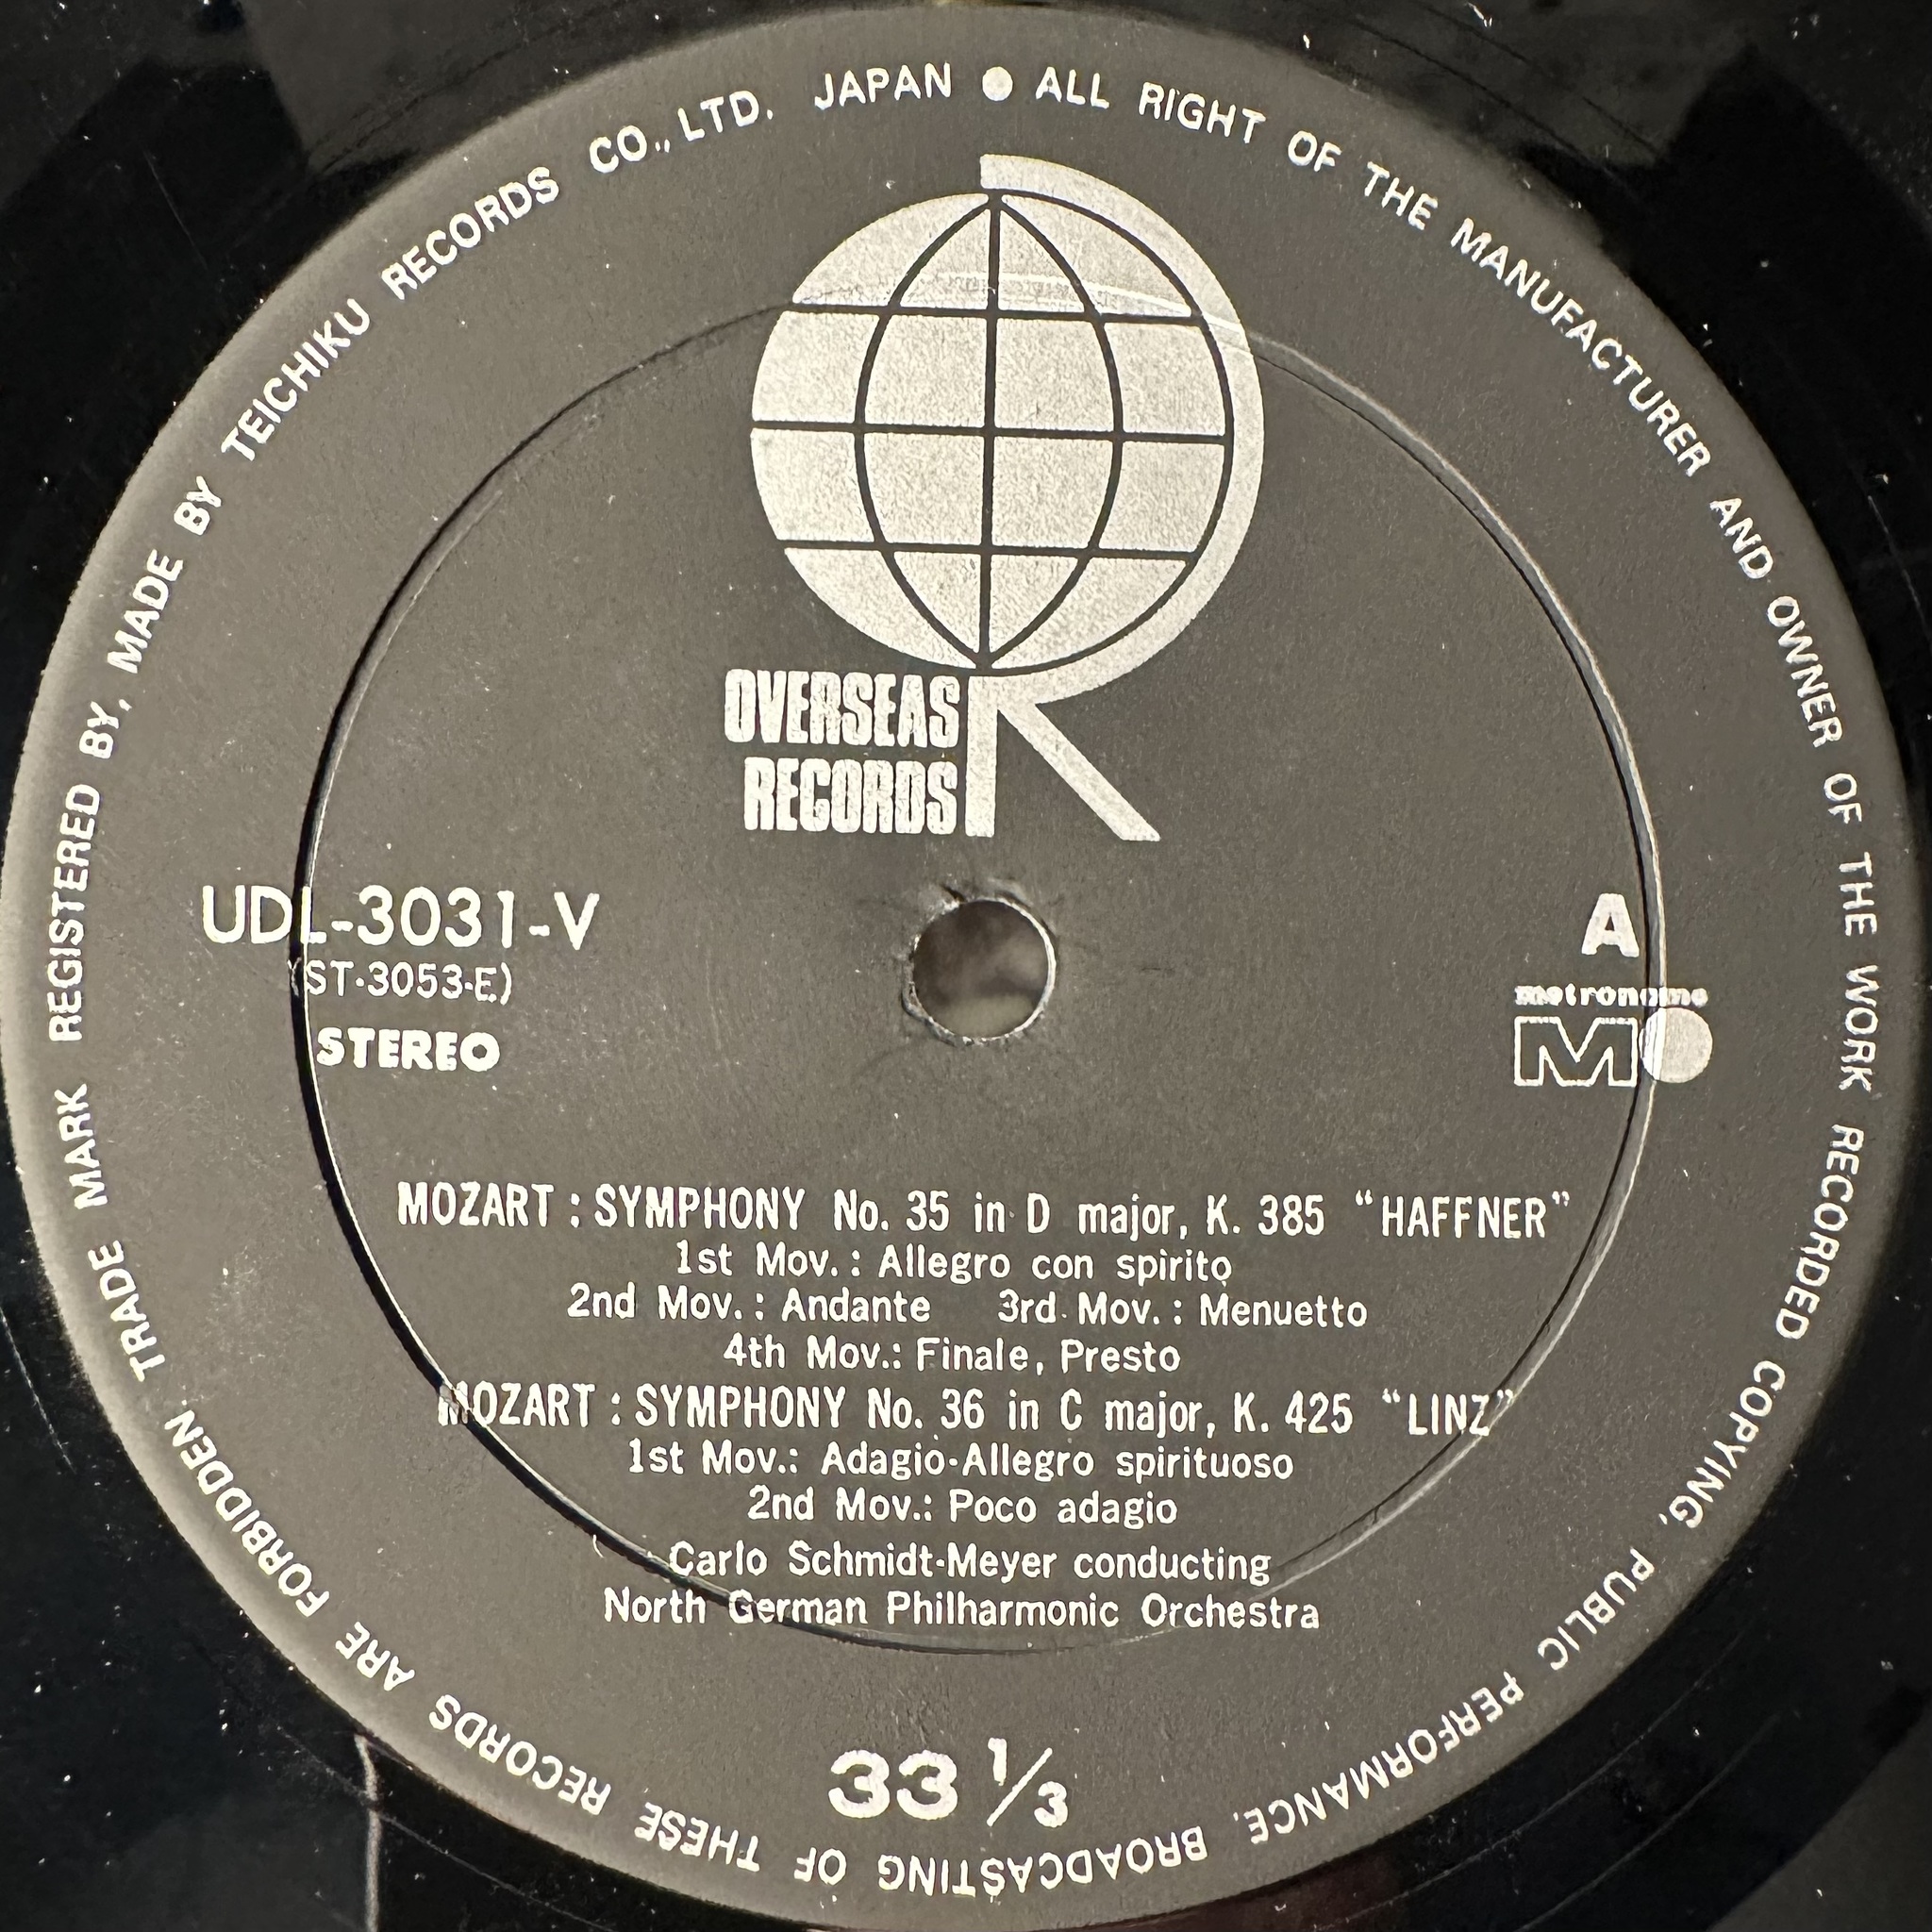 TRADE MARK REGISTERED BY, MADE BY TEICHIKU RECORDS CO., LTD. JAPAN ● ALL RIGHT OF THE MANUFACTURER AND OWNER OF THE WORK RECORDED COPYING, PUBLIC PERFORMANCE, BROADCASTING OF THESE RECORDS ARE FORBIDDEN.
OVERSEAS
RECORDS
UDL-3031-V
(ST·3053·E)
STEREO
A
metronome
MO
MOZART : SYMPHONY No. 35 in D major, K. 385 “HAFFNER”
1st Mov. : Allegro con spirito
2nd Mov. : Andante 3rd Mov. : Menuetto
4th Mov.: Finale, Presto
MOZART : SYMPHONY No. 36 in C major, K. 425 “LINZ”
1st Mov.: Adagio-Allegro spirituoso
2nd Mov.: Poco adagio
Carlo Schmidt-Meyer conducting
North German Philharmonic Orchestra
33 1/3